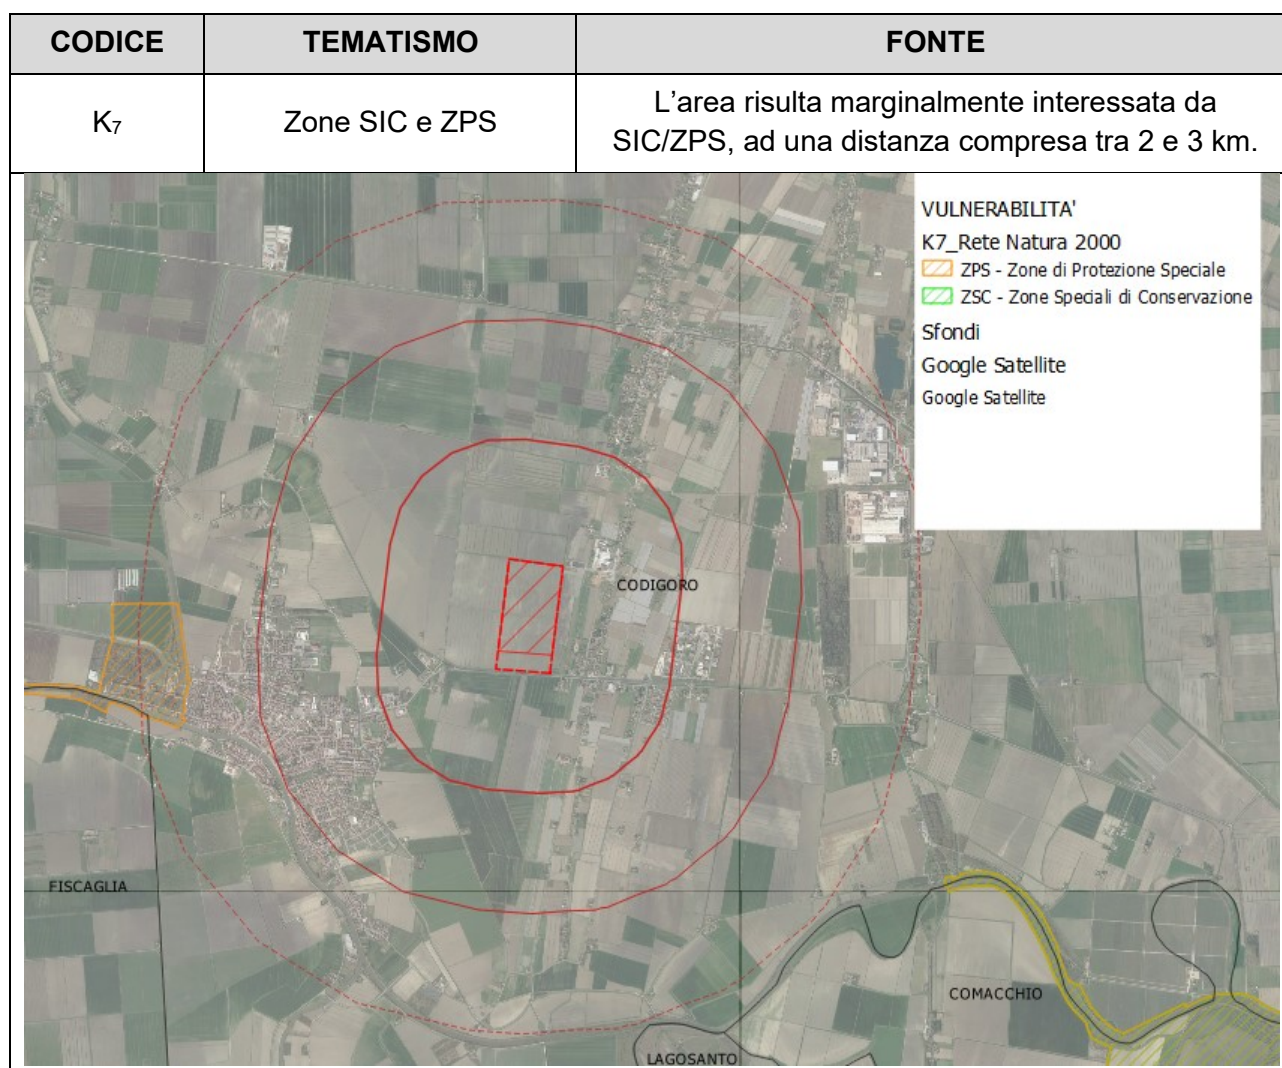 CODICE
TEMATISMO
FONTE
K7
Zone SIC e ZPS
L'area risulta marginalmente interessata da
SIC/ZPS, ad una distanza compresa tra 2 e 3 km.
VULNERABILITA'
K7_Rete Natura 2000
ZPS - Zone di Protezione Speciale
ZSC - Zone Speciali di Conservazione
Sfondi
Google Satellite
Google Satellite
CODIGORO
FISCAGLIA
COMACCHIO
LAGOSANTO